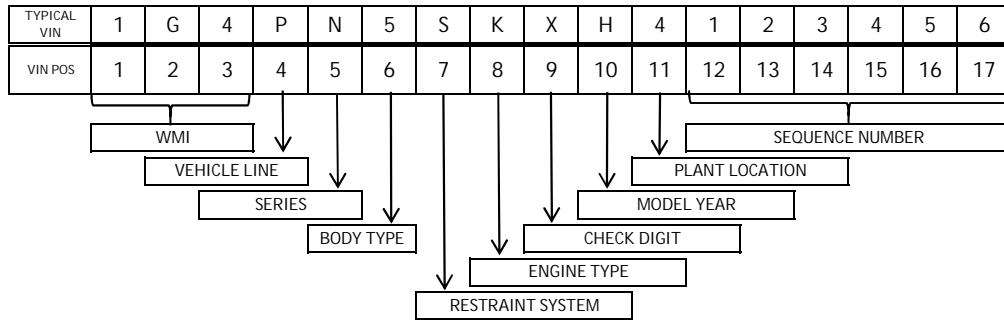 TYPICAL VIN 1 G 4 P N 5 S K X H 4 1 2 3 4 5 6
VIN POS 1 2 3 4 5 6 7 8 9 10 11 12 13 14 15 16 17
WMI SEQUENCE NUMBER
VEHICLE LINE PLANT LOCATION
SERIES MODEL YEAR
BODY TYPE CHECK DIGIT
ENGINE TYPE
RESTRAINT SYSTEM